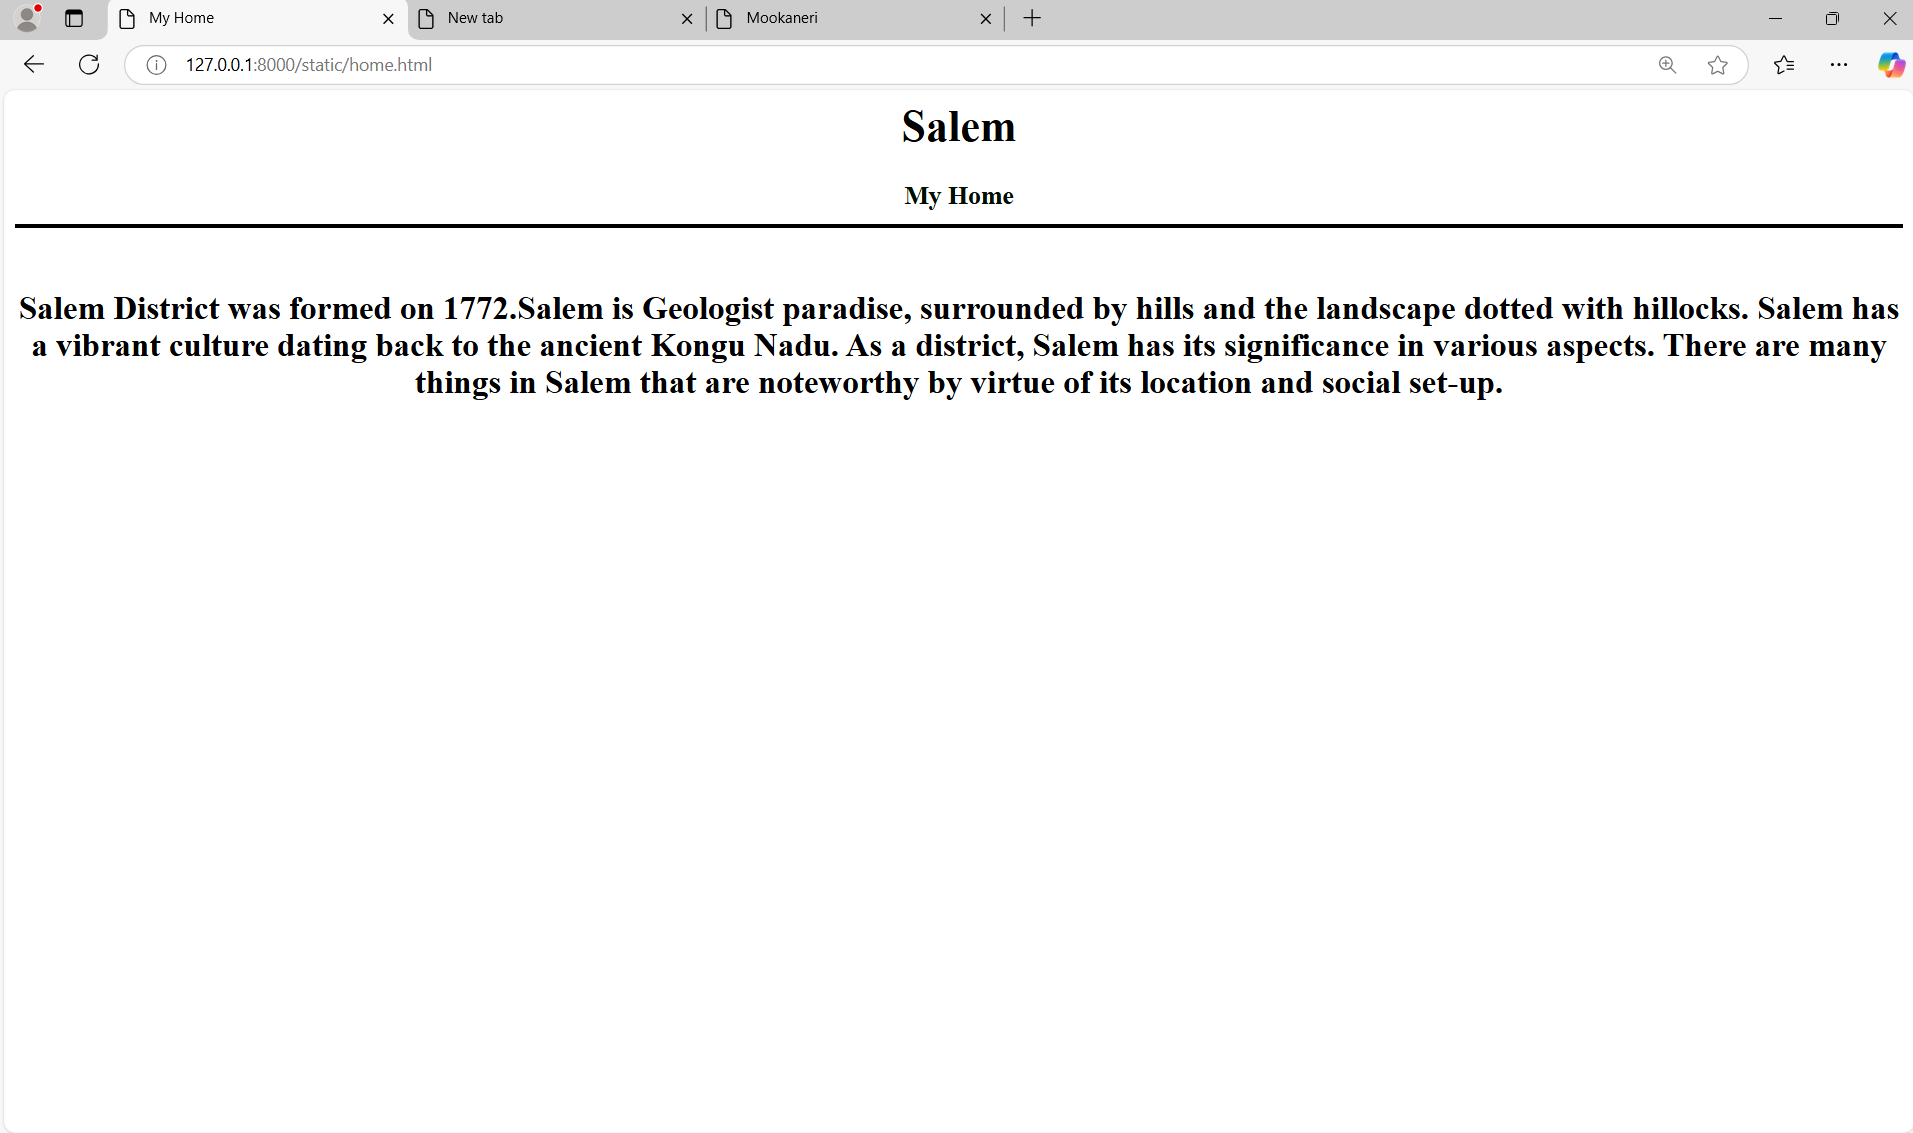 My Home
New tab
Mookaneri
127.0.0.1:8000/static/home.html
Salem
My Home
Salem District was formed on 1772.Salem is Geologist paradise, surrounded by hills and the landscape dotted with hillocks. Salem has
a vibrant culture dating back to the ancient Kongu Nadu. As a district, Salem has its significance in various aspects. There are many
things in Salem that are noteworthy by virtue of its location and social set-up.